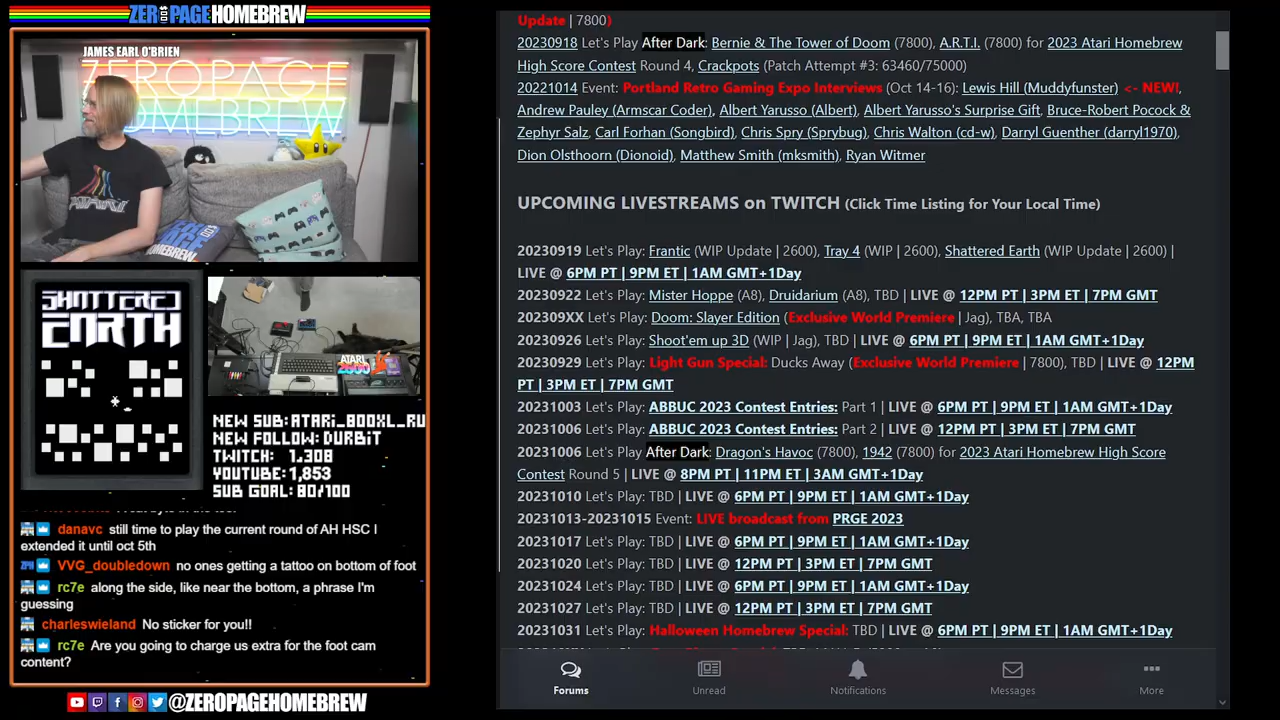 ZEROPAGEHOMEBREW
JAMES EARL O'BRIEN
ZEROPAGE
HOMEBREW
ATARI
SHATTERED
EARTH
ATARI
2600
NEW SUB:ATARI_800XL_RU
NEW FOLLOW:DURBIT
TWITCH: 1,308
YOUTUBE:1,853
SUB GOAL:80/100
danavc still time to play the current round of AH HSC I
extended it until oct 5th
VVG_doubledown no ones getting a tattoo on bottom of foot
rc7e along the side, like near the bottom, a phrase I'm
guessing
charleswieland No sticker for you!!
rc7e Are you going to charge us extra for the foot cam
content?
@ZEROPAGEHOMEBREW
Update | 7800)
20230918 Let's Play After Dark: Bernie & The Tower of Doom (7800), A.R.T.I. (7800) for 2023 Atari Homebrew
High Score Contest Round 4, Crackpots (Patch Attempt #3: 63460/75000)
20221014 Event: Portland Retro Gaming Expo Interviews (Oct 14-16): Lewis Hill (Muddyfunster) <- NEW!,
Andrew Pauley (Armscar Coder), Albert Yarusso (Albert), Albert Yarusso's Surprise Gift, Bruce-Robert Pocock &
Zephyr Salz, Carl Forhan (Songbird), Chris Spry (Sprybug), Chris Walton (cd-w), Darryl Guenther (darryl1970),
Dion Olsthoorn (Dionoid), Matthew Smith (mksmith), Ryan Witmer
UPCOMING LIVESTREAMS on TWITCH (Click Time Listing for Your Local Time)
20230919 Let's Play: Frantic (WIP Update | 2600), Tray 4 (WIP | 2600), Shattered Earth (WIP Update | 2600) |
LIVE @ 6PM PT | 9PM ET | 1AM GMT+1Day
20230922 Let's Play: Mister Hoppe (A8), Druidarium (A8), TBD | LIVE @ 12PM PT | 3PM ET | 7PM GMT
202309XX Let's Play: Doom: Slayer Edition (Exclusive World Premiere | Jag), TBA, TBA
20230926 Let's Play: Shoot'em up 3D (WIP | Jag), TBD | LIVE @ 6PM PT | 9PM ET | 1AM GMT+1Day
20230929 Let's Play: Light Gun Special: Ducks Away (Exclusive World Premiere | 7800), TBD | LIVE @ 12PM
PT | 3PM ET | 7PM GMT
20231003 Let's Play: ABBUC 2023 Contest Entries: Part 1 | LIVE @ 6PM PT | 9PM ET | 1AM GMT+1Day
20231006 Let's Play: ABBUC 2023 Contest Entries: Part 2 | LIVE @ 12PM PT | 3PM ET | 7PM GMT
20231006 Let's Play After Dark: Dragon's Havoc (7800), 1942 (7800) for 2023 Atari Homebrew High Score
Contest Round 5 | LIVE @ 8PM PT | 11PM ET | 3AM GMT+1Day
20231010 Let's Play: TBD | LIVE @ 6PM PT | 9PM ET | 1AM GMT+1Day
20231013-20231015 Event: LIVE broadcast from PRGE 2023
20231017 Let's Play: TBD | LIVE @ 6PM PT | 9PM ET | 1AM GMT+1Day
20231020 Let's Play: TBD | LIVE @ 12PM PT | 3PM ET | 7PM GMT
20231024 Let's Play: TBD | LIVE @ 6PM PT | 9PM ET | 1AM GMT+1Day
20231027 Let's Play: TBD | LIVE @ 12PM PT | 3PM ET | 7PM GMT
20231031 Let's Play: Halloween Homebrew Special: TBD | LIVE @ 6PM PT | 9PM ET | 1AM GMT+1Day
Forums
Unread
Notifications
Messages
More